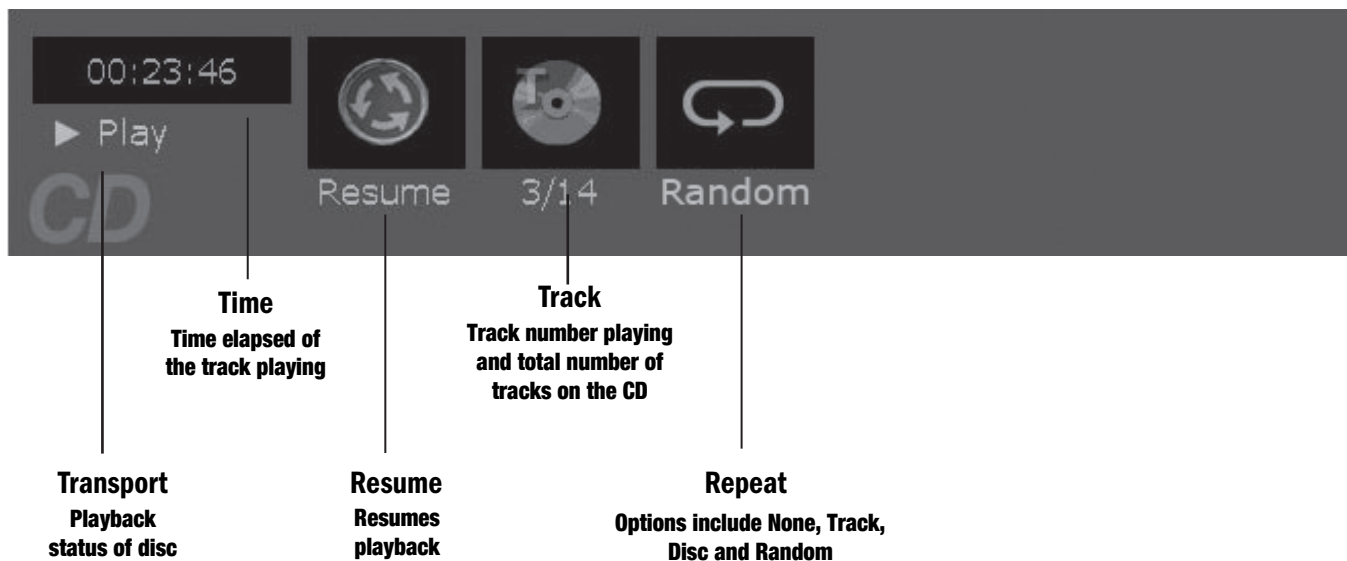 00:23:46
▶ Play
CD
Resume
T
3/14
Random
Time
Time elapsed of
the track playing
Track
Track number playing
and total number of
tracks on the CD
Transport
Playback
status of disc
Resume
Resumes
playback
Repeat
Options include None, Track,
Disc and Random